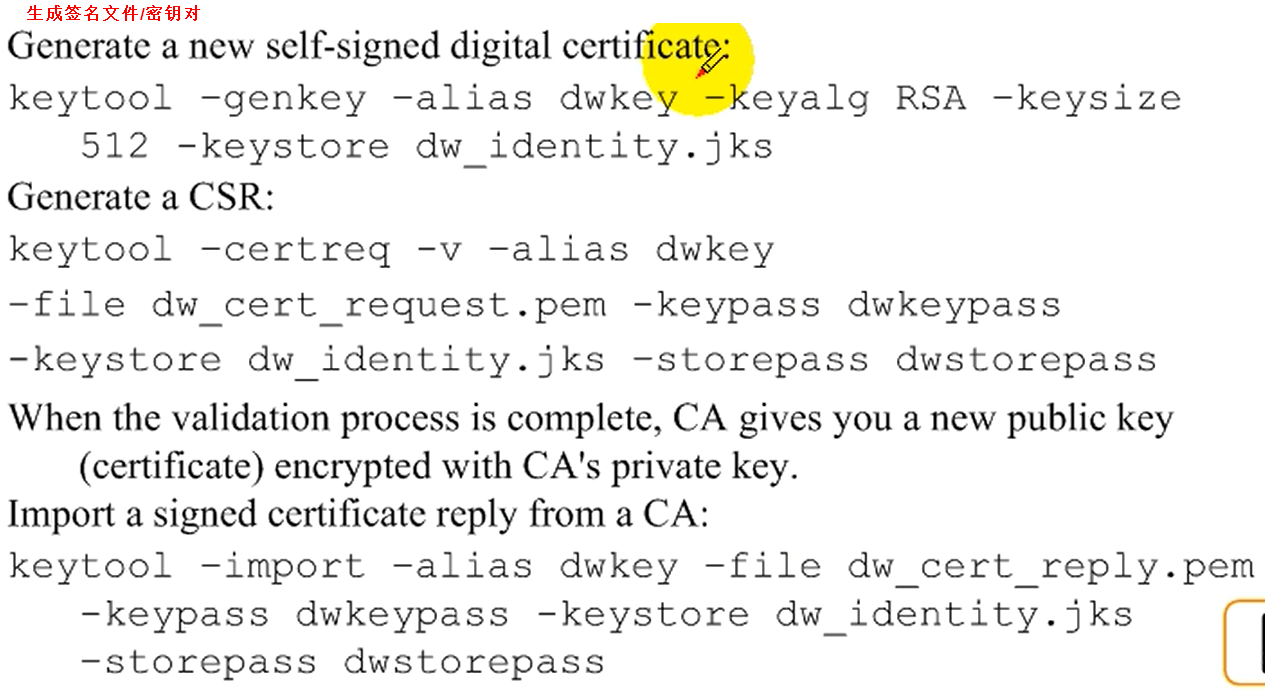 生成签名文件/密钥对
Generate a new self-signed digital certificate:
keytool -genkey -alias dwkey -keyalg RSA -keysize
512 -keystore dw_identity.jks
Generate a CSR:
keytool -certreq -v -alias dwkey
-file dw_cert_request.pem -keypass dwkeypass
-keystore dw_identity.jks -storepass dwstorepass
When the validation process is complete, CA gives you a new public key
(certificate) encrypted with CA's private key.
Import a signed certificate reply from a CA:
keytool -import -alias dwkey -file dw_cert_reply.pem
-keypass dwkeypass -keystore dw_identity.jks
-storepass dwstorepass